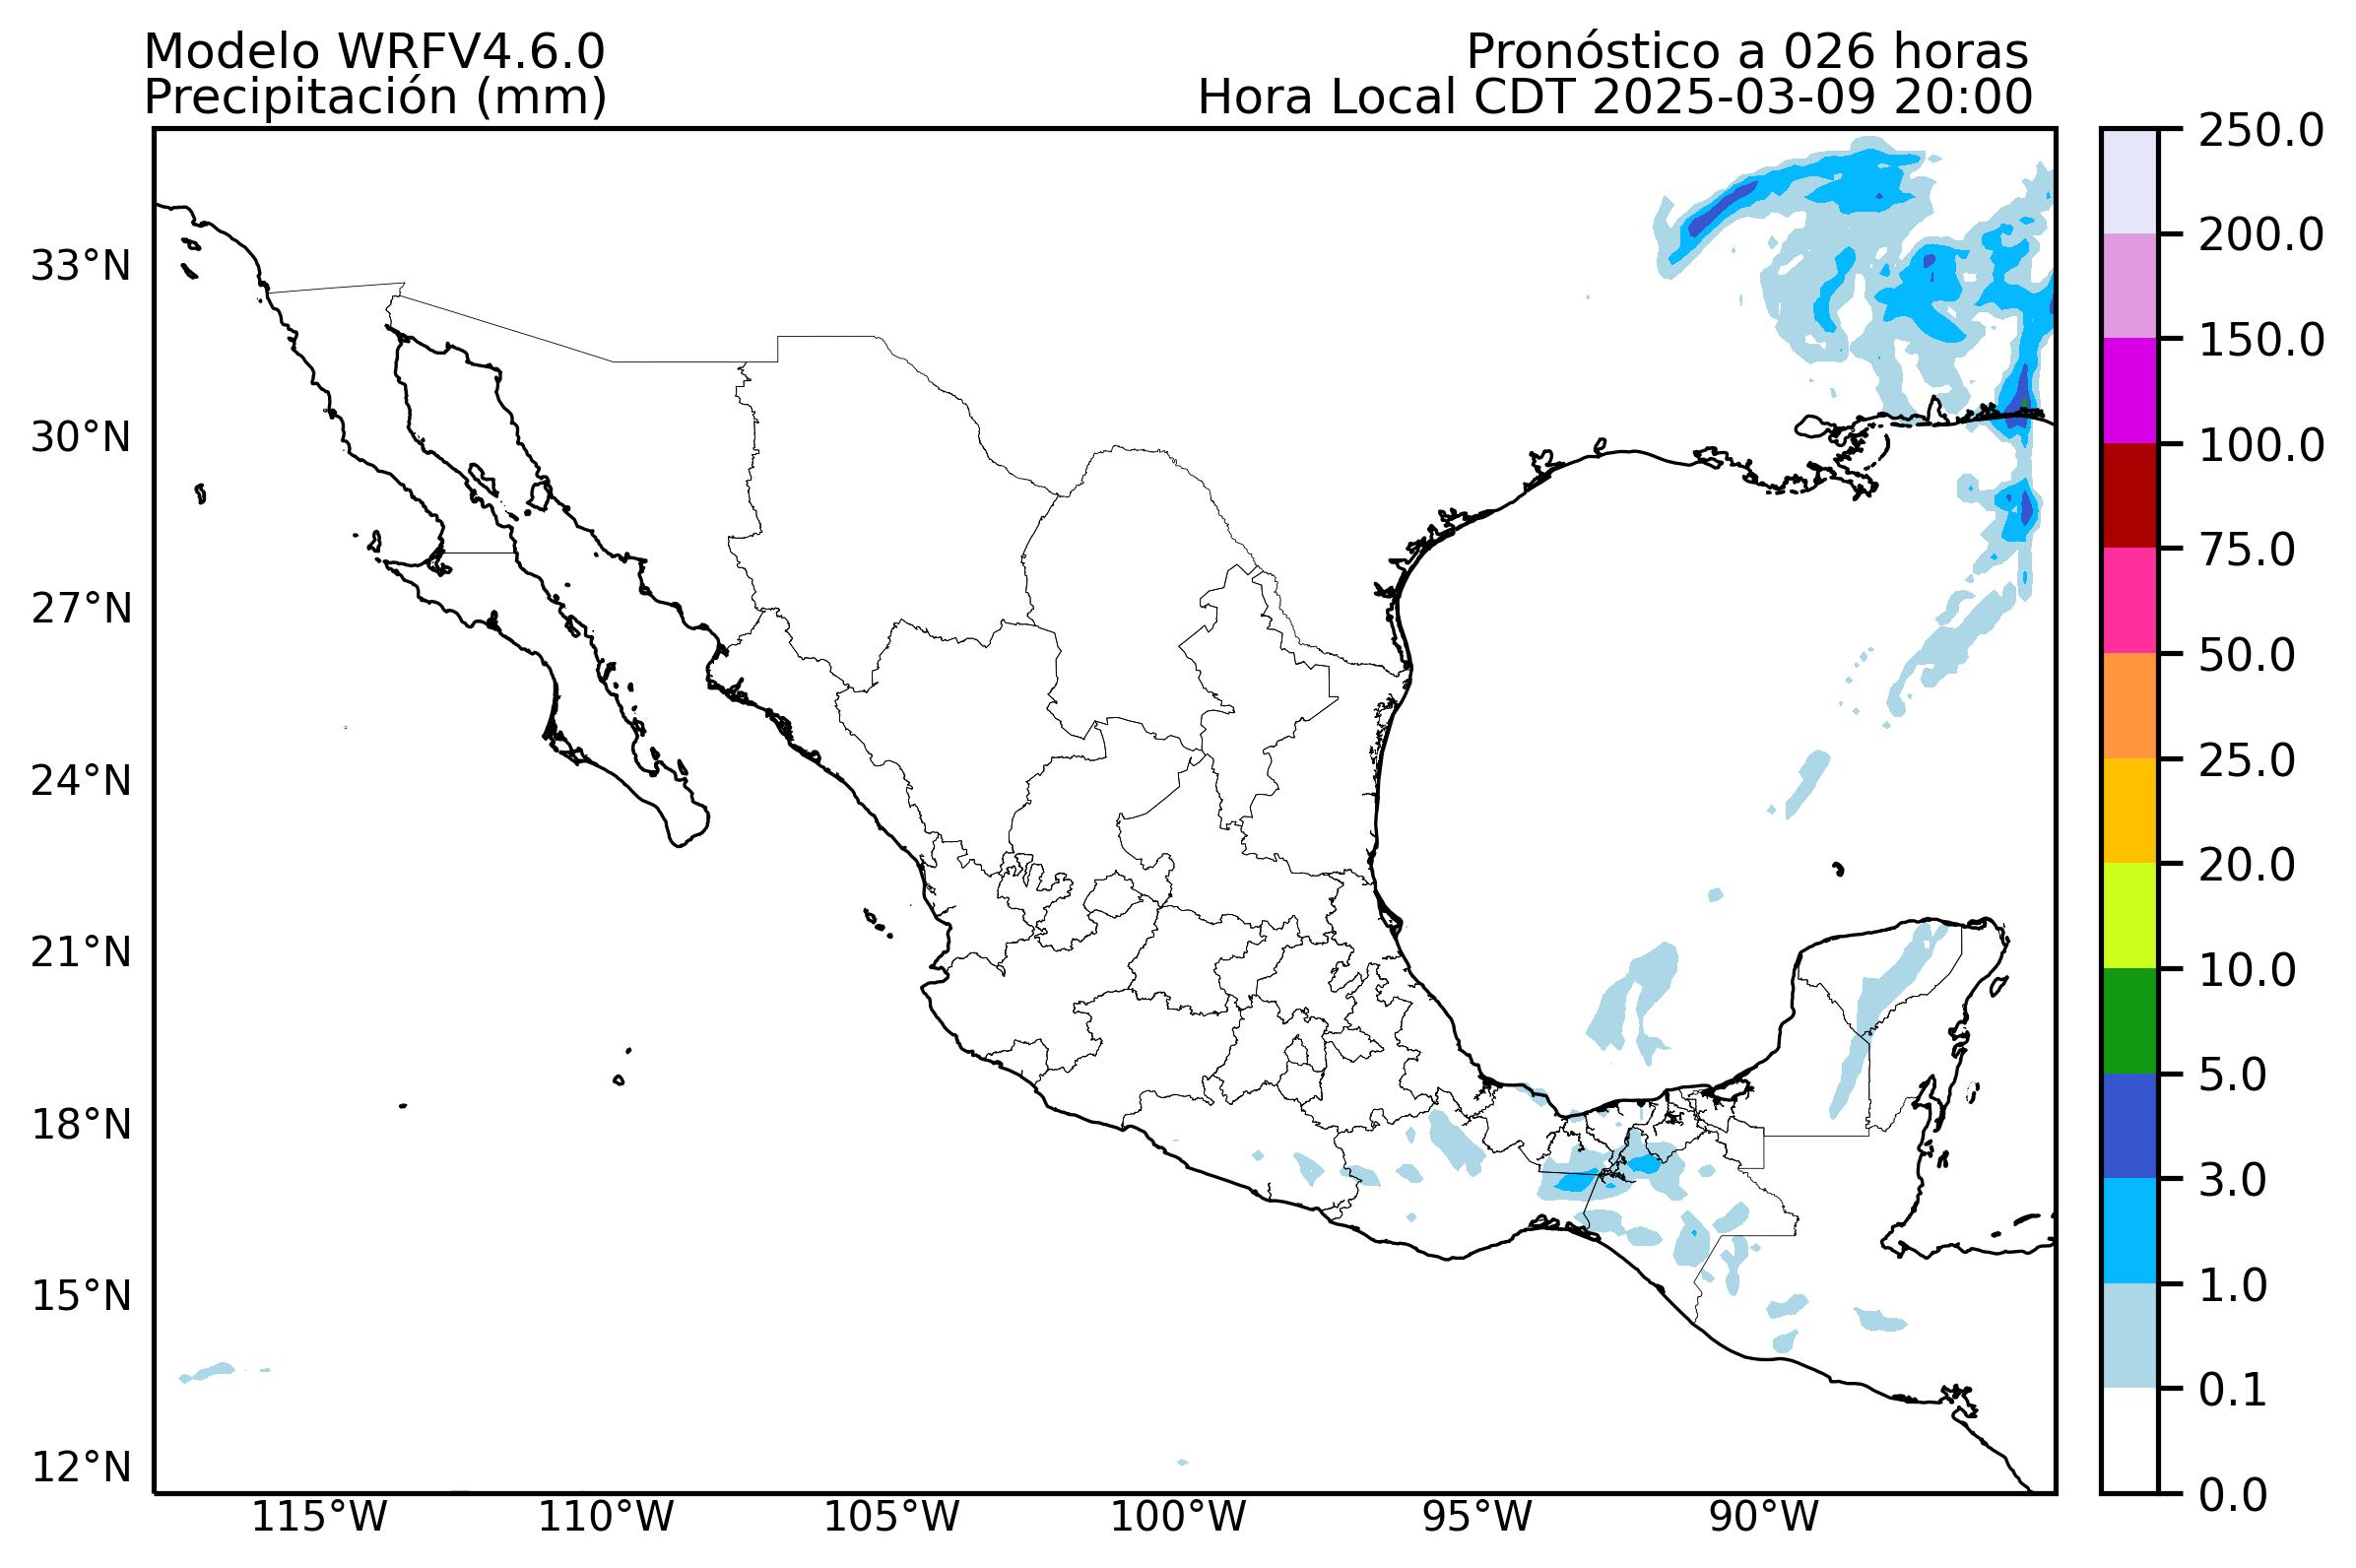 Modelo WRFV4.6.0
Pronóstico a 026 horas
Precipitación (mm)
Hora Local CDT 2025-03-09 20:00
33°N
30°N
27°N
24°N
21°N
18°N
15°N
12°N
115°W
110°W
105°W
100°W
95°W
90°W
250.0
200.0
150.0
100.0
75.0
50.0
25.0
20.0
10.0
5.0
3.0
1.0
0.1
0.0